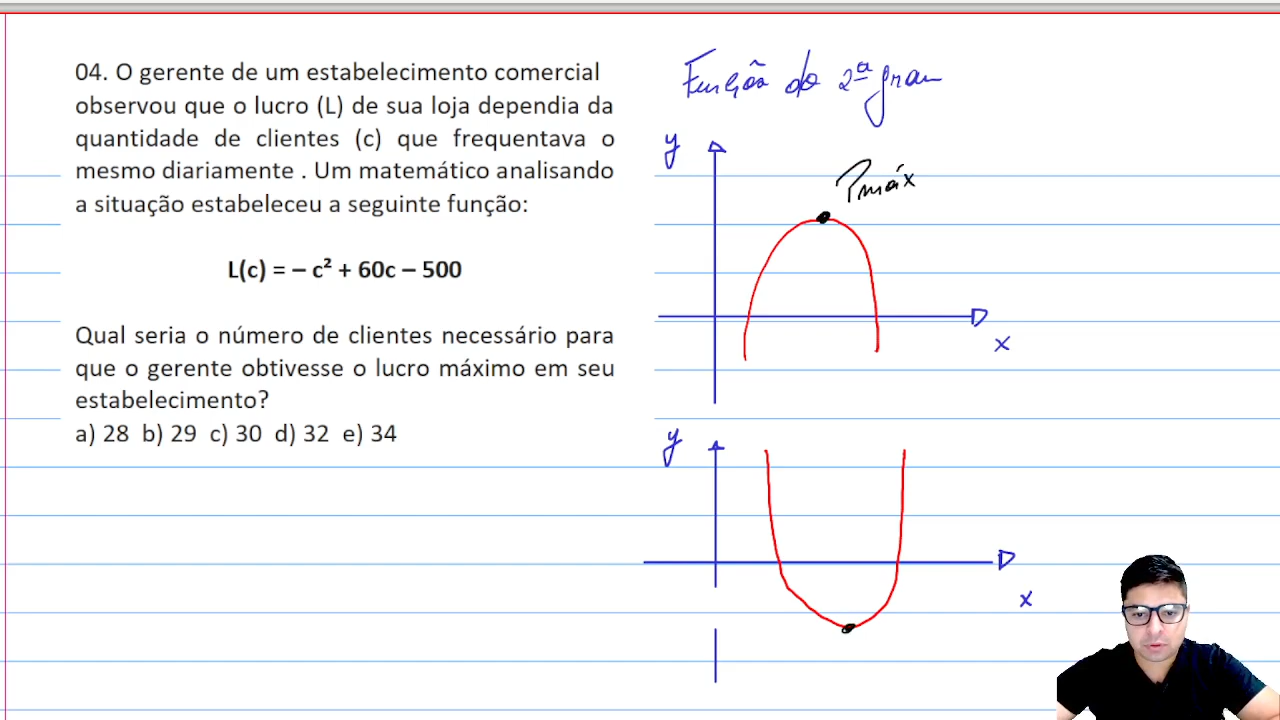 04. O gerente de um estabelecimento comercial
observou que o lucro (L) de sua loja dependia da
quantidade de clientes (c) que frequentava o
mesmo diariamente . Um matemático analisando
a situação estabeleceu a seguinte função:
L(c) = – c² + 60c – 500
Qual seria o número de clientes necessário para
que o gerente obtivesse o lucro máximo em seu
estabelecimento?
a) 28 b) 29 c) 30 d) 32 e) 34
Função do 2º grau
y
Pmáx
x
y
x